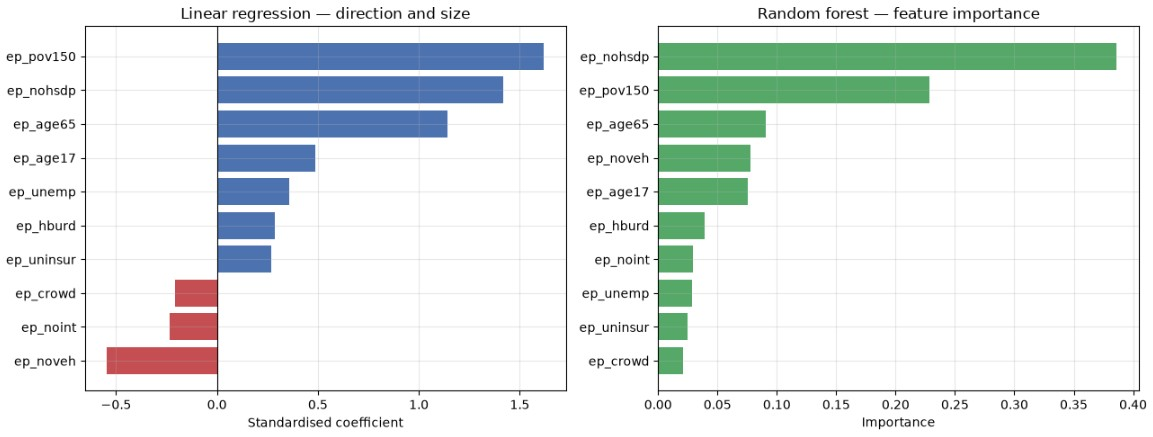 Linear regression — direction and size
ep_pov150
ep_nohsdp
ep_age65
ep_age17
ep_unemp
ep_hburd
ep_uninsur
ep_crowd
ep_noint
ep_noveh
−0.5 0.0 0.5 1.0 1.5
Standardised coefficient
Random forest — feature importance
ep_nohsdp
ep_pov150
ep_age65
ep_noveh
ep_age17
ep_hburd
ep_noint
ep_unemp
ep_uninsur
ep_crowd
0.00 0.05 0.10 0.15 0.20 0.25 0.30 0.35 0.40
Importance